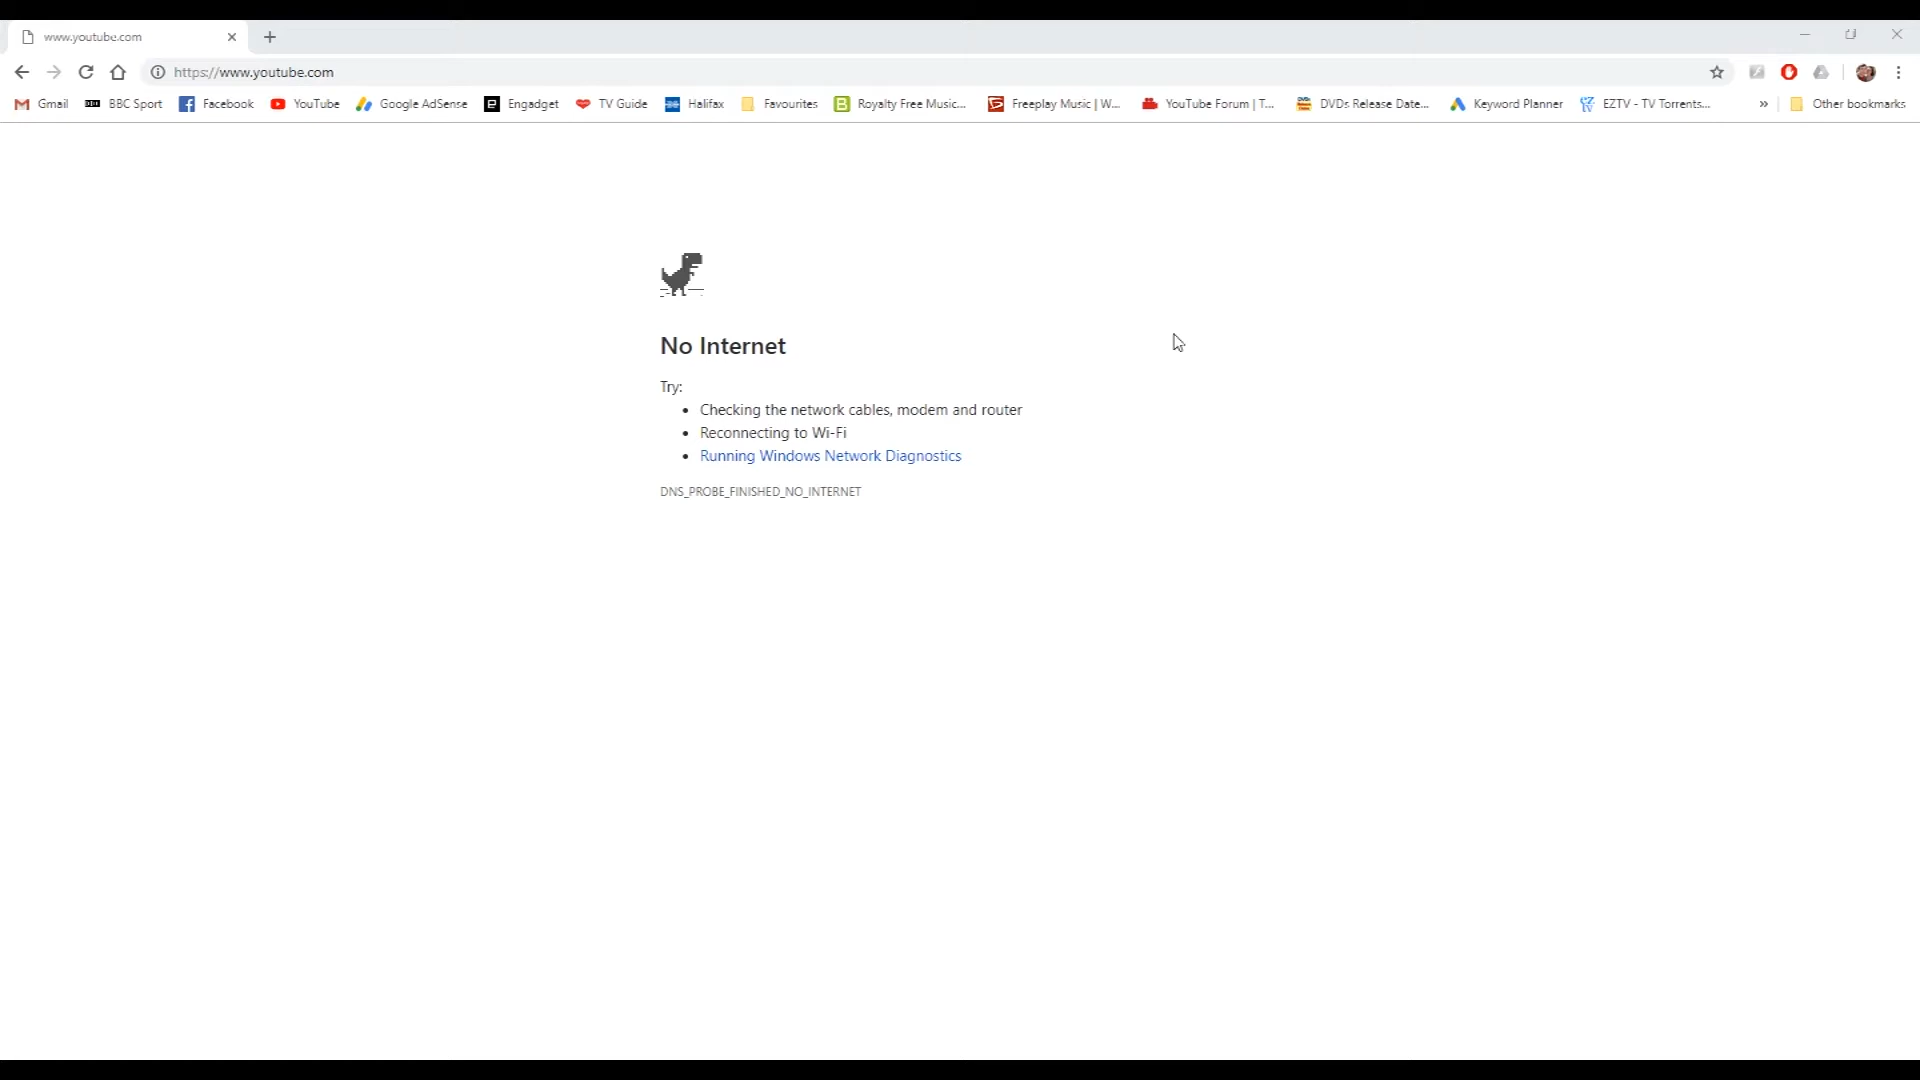 www.youtube.com
https://www.youtube.com
Gmail BBC Sport Facebook YouTube Google AdSense Engadget TV Guide Halifax Favourites Royalty Free Music... Freeplay Music | W... YouTube Forum | T... DVDs Release Date... Keyword Planner EZTV - TV Torrents... » Other bookmarks
No Internet
Try:
• Checking the network cables, modem and router
• Reconnecting to Wi-Fi
• Running Windows Network Diagnostics
DNS_PROBE_FINISHED_NO_INTERNET